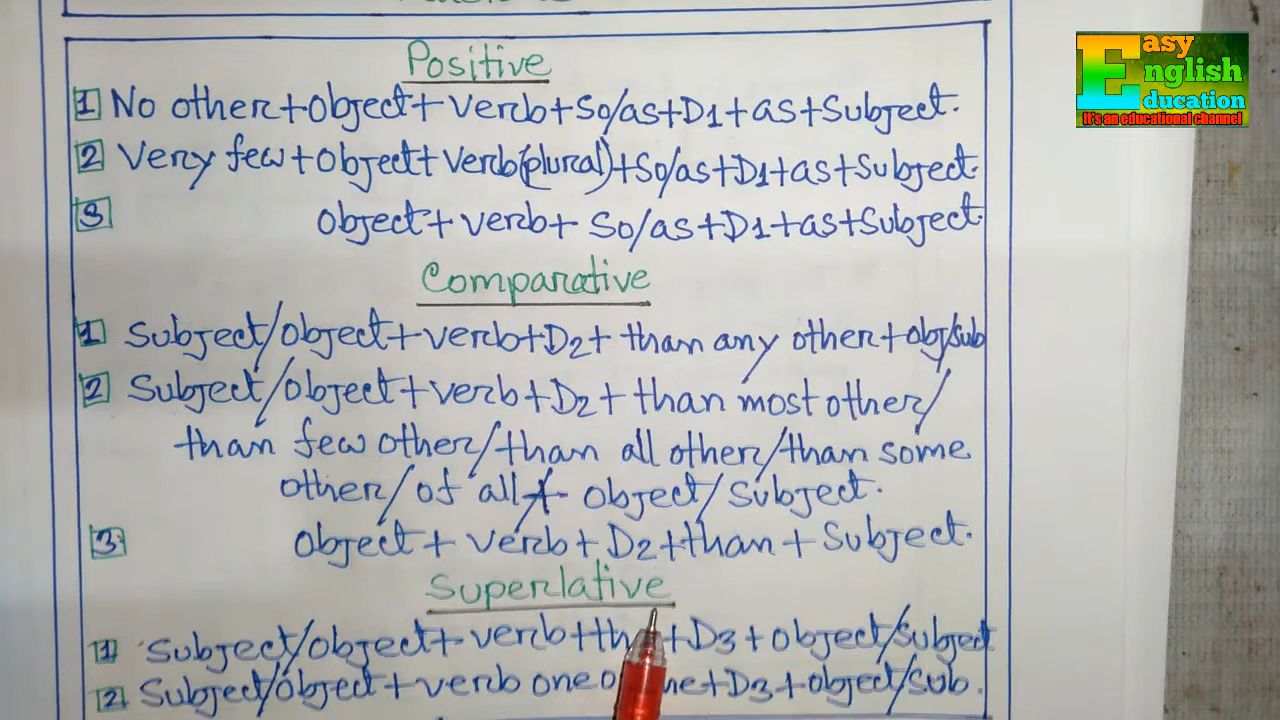 Positive
1 No other+object+verb+So/as+D1+as+Subject.
2 Very few+object+verb(plural)+So/as+D1+as+Subject.
3 object+verb+ So/as+D1+as+Subject
Comparative
1 Subject/object+verb+D2+ than any other+obj/sub
2 Subject/object+verb+D2+than most other/
than few other/than all other/than some
other/of all + object/subject.
3. object+verb+D2+than+Subject.
Superlative
1 Subject/object+verb+th +D3+object/subject
2 Subject/object+verb one +D3+object/sub.
Easy
English
Education
It's an educational channel